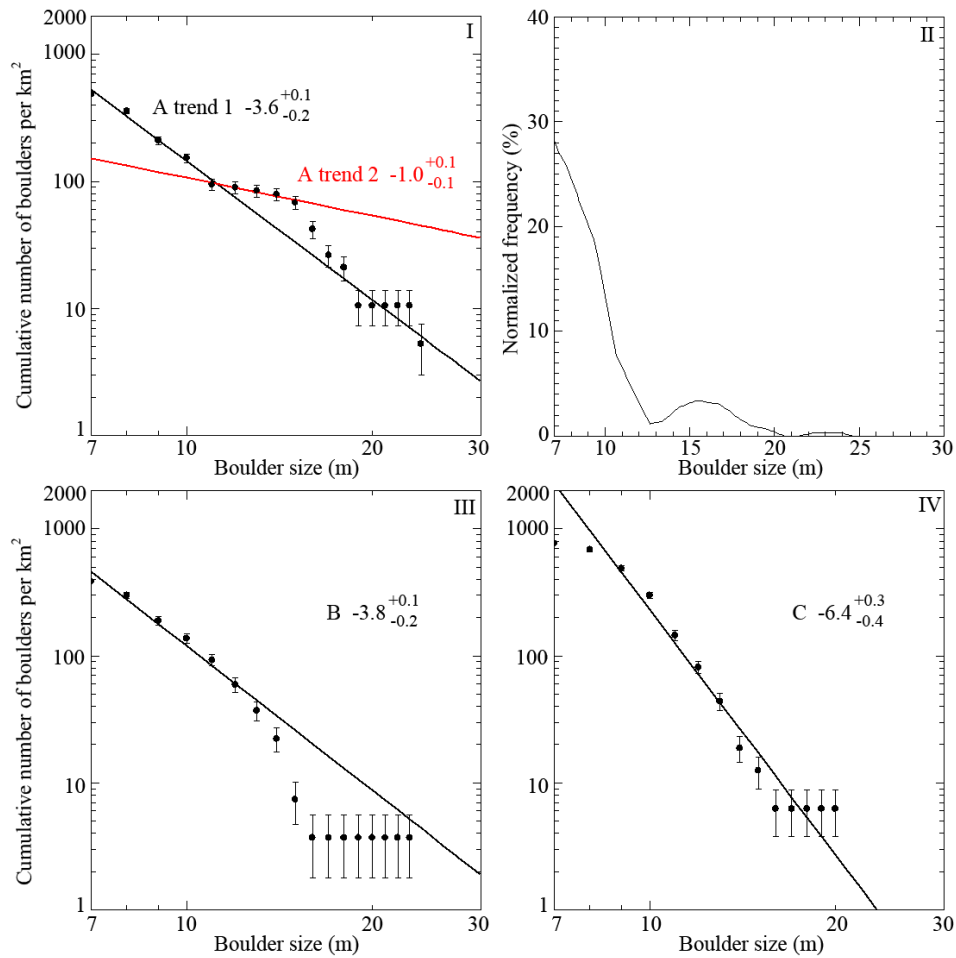 I
2000
1000
100
10
1
7
10
20
30
Cumulative number of boulders per km²
Boulder size (m)
A trend 1 -3.6 +0.1 -0.2
A trend 2 -1.0 +0.1 -0.1
II
40
30
20
10
0
7
10
15
20
25
30
Normalized frequency (%)
Boulder size (m)
III
2000
1000
100
10
1
7
10
20
30
Cumulative number of boulders per km²
Boulder size (m)
B -3.8 +0.1 -0.2
IV
2000
1000
100
10
1
7
10
20
30
Boulder size (m)
C -6.4 +0.3 -0.4